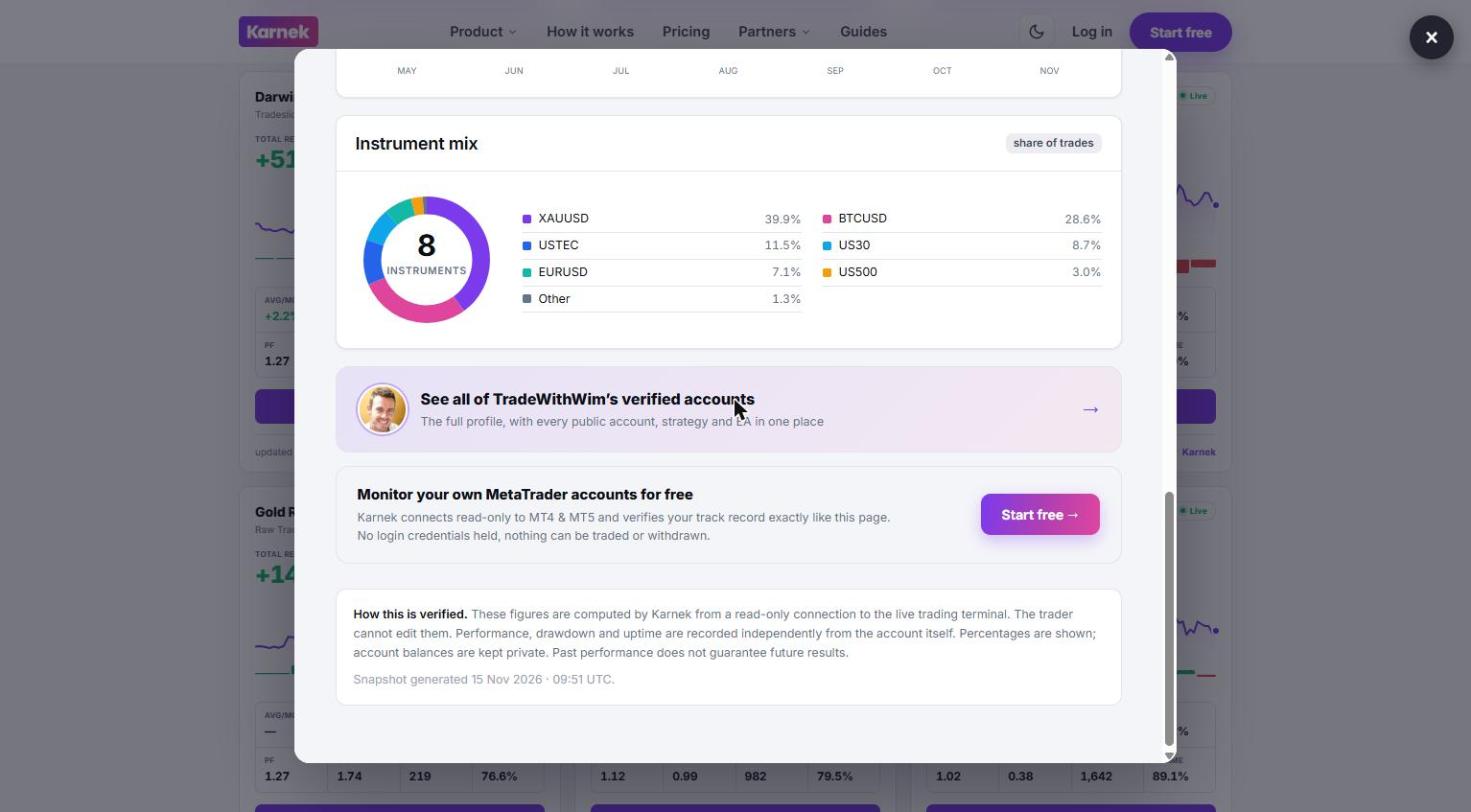 Karnek
Product
How it works
Pricing
Partners
Guides
Log in
Start free
Live
TOTAL
+51
AVG/MO
+2.2%
PF
1.27
updated
Karnek
MAY JUN JUL AUG SEP OCT NOV
Instrument mix
share of trades
8
INSTRUMENTS
XAUUSD 39.9%
BTCUSD 28.6%
USTEC 11.5%
US30 8.7%
EURUSD 7.1%
US500 3.0%
Other 1.3%
See all of TradeWithWim's verified accounts
The full profile, with every public account, strategy and EA in one place
→
Monitor your own MetaTrader accounts for free
Karnek connects read-only to MT4 & MT5 and verifies your track record exactly like this page.
No login credentials held, nothing can be traded or withdrawn.
Start free →
How this is verified. These figures are computed by Karnek from a read-only connection to the live trading terminal. The trader
cannot edit them. Performance, drawdown and uptime are recorded independently from the account itself. Percentages are shown;
account balances are kept private. Past performance does not guarantee future results.
Snapshot generated 15 Nov 2026 · 09:51 UTC.
Gold
Live
TOTAL
+14
—
PF
1.27 1.74 219 76.6%
1.12 0.99 982 79.5%
1.02 0.38 1,642 89.1%